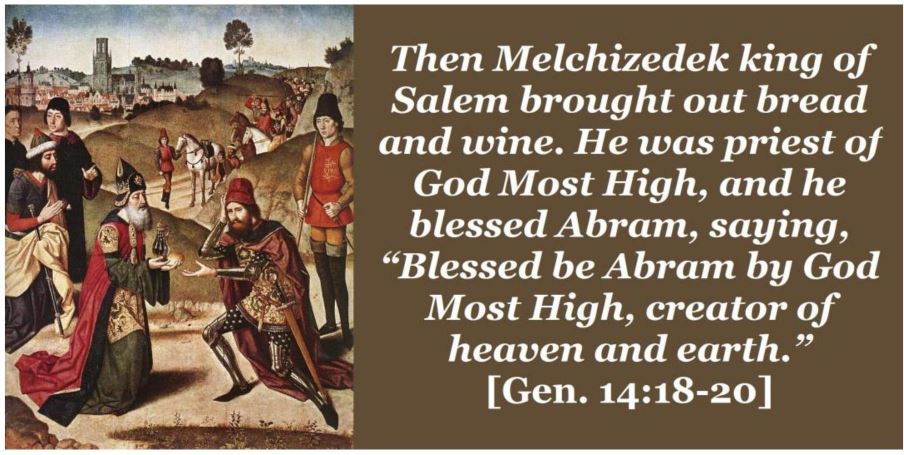 Then Melchizedek king of
Salem brought out bread
and wine. He was priest of
God Most High, and he
blessed Abram, saying,
“Blessed be Abram by God
Most High, creator of
heaven and earth.”
[Gen. 14:18-20]